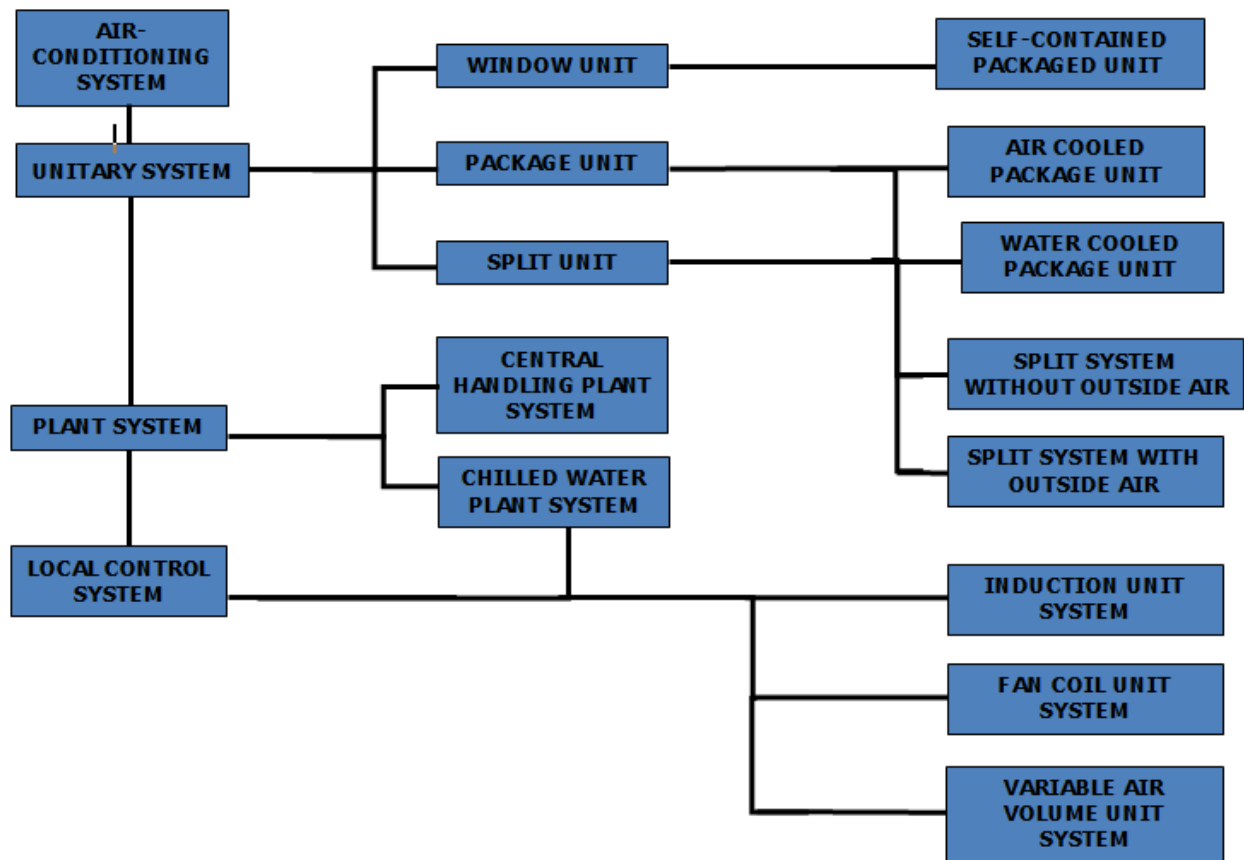 AIR-
CONDITIONING
SYSTEM
UNITARY SYSTEM
PLANT SYSTEM
LOCAL CONTROL
SYSTEM
WINDOW UNIT
PACKAGE UNIT
SPLIT UNIT
CENTRAL
HANDLING PLANT
SYSTEM
CHILLED WATER
PLANT SYSTEM
SELF-CONTAINED
PACKAGED UNIT
AIR COOLED
PACKAGE UNIT
WATER COOLED
PACKAGE UNIT
SPLIT SYSTEM
WITHOUT OUTSIDE AIR
SPLIT SYSTEM WITH
OUTSIDE AIR
INDUCTION UNIT
SYSTEM
FAN COIL UNIT
SYSTEM
VARIABLE AIR
VOLUME UNIT
SYSTEM